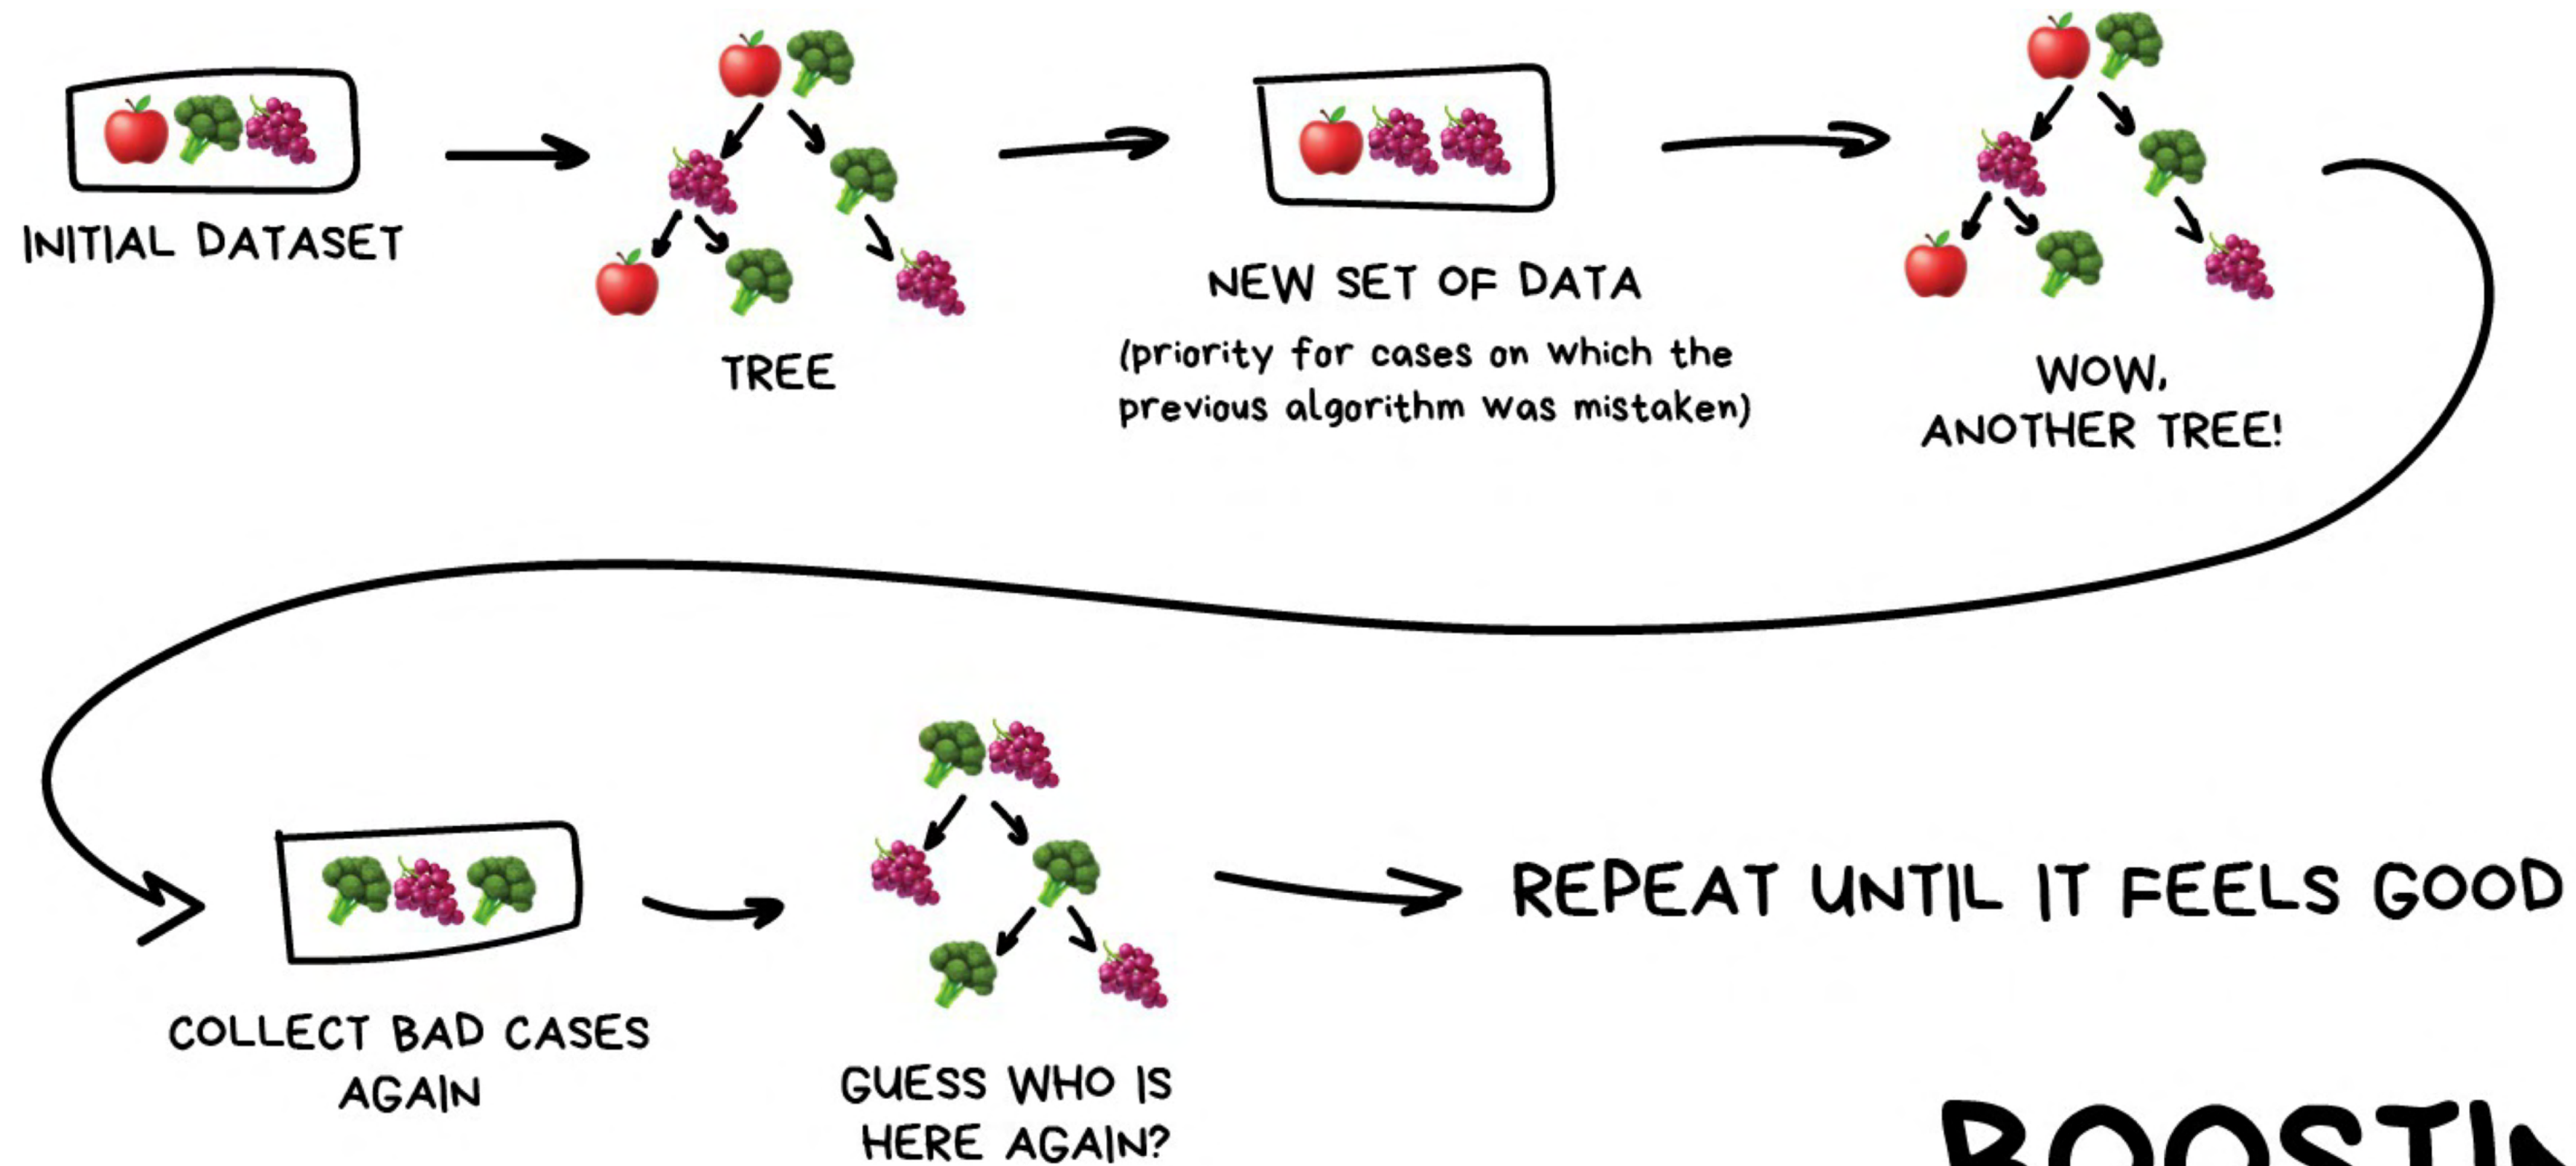 INITIAL DATASET
TREE
NEW SET OF DATA
(priority for cases on which the
previous algorithm was mistaken)
WOW,
ANOTHER TREE!
COLLECT BAD CASES
AGAIN
GUESS WHO IS
HERE AGAIN?
REPEAT UNTIL IT FEELS GOOD